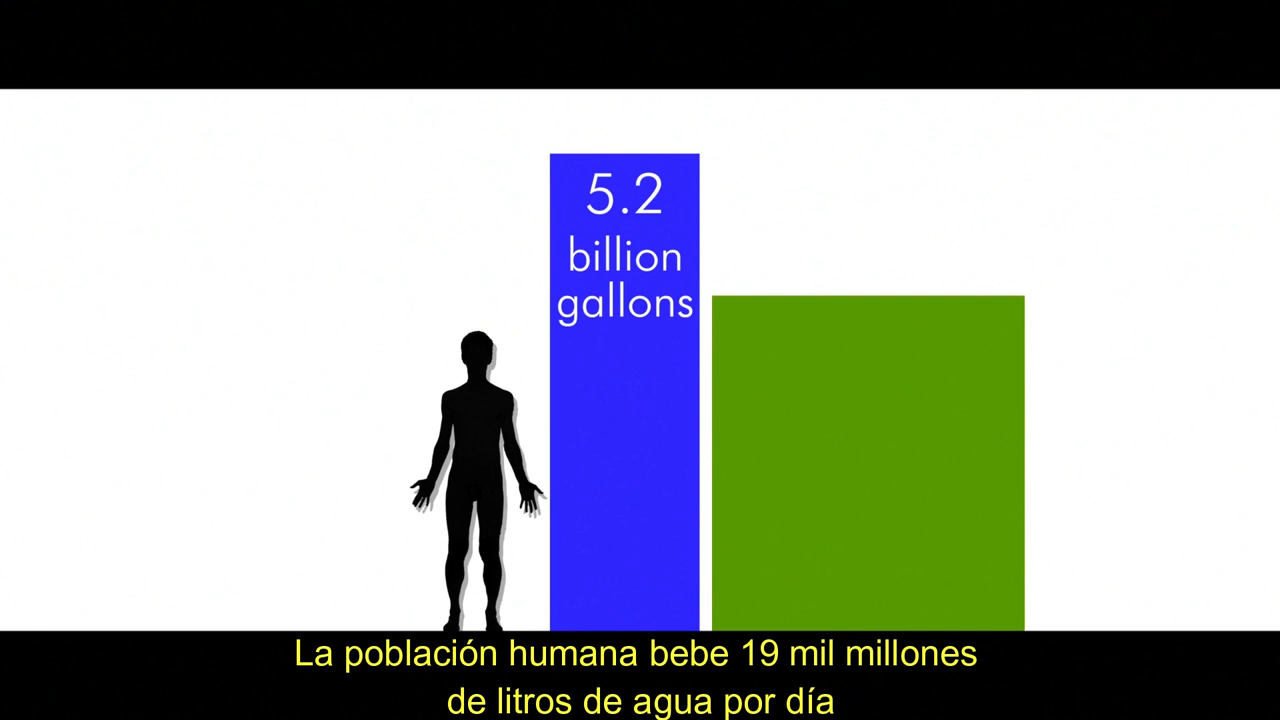 5.2
billion
gallons
La población humana bebe 19 mil millones
de litros de agua por día